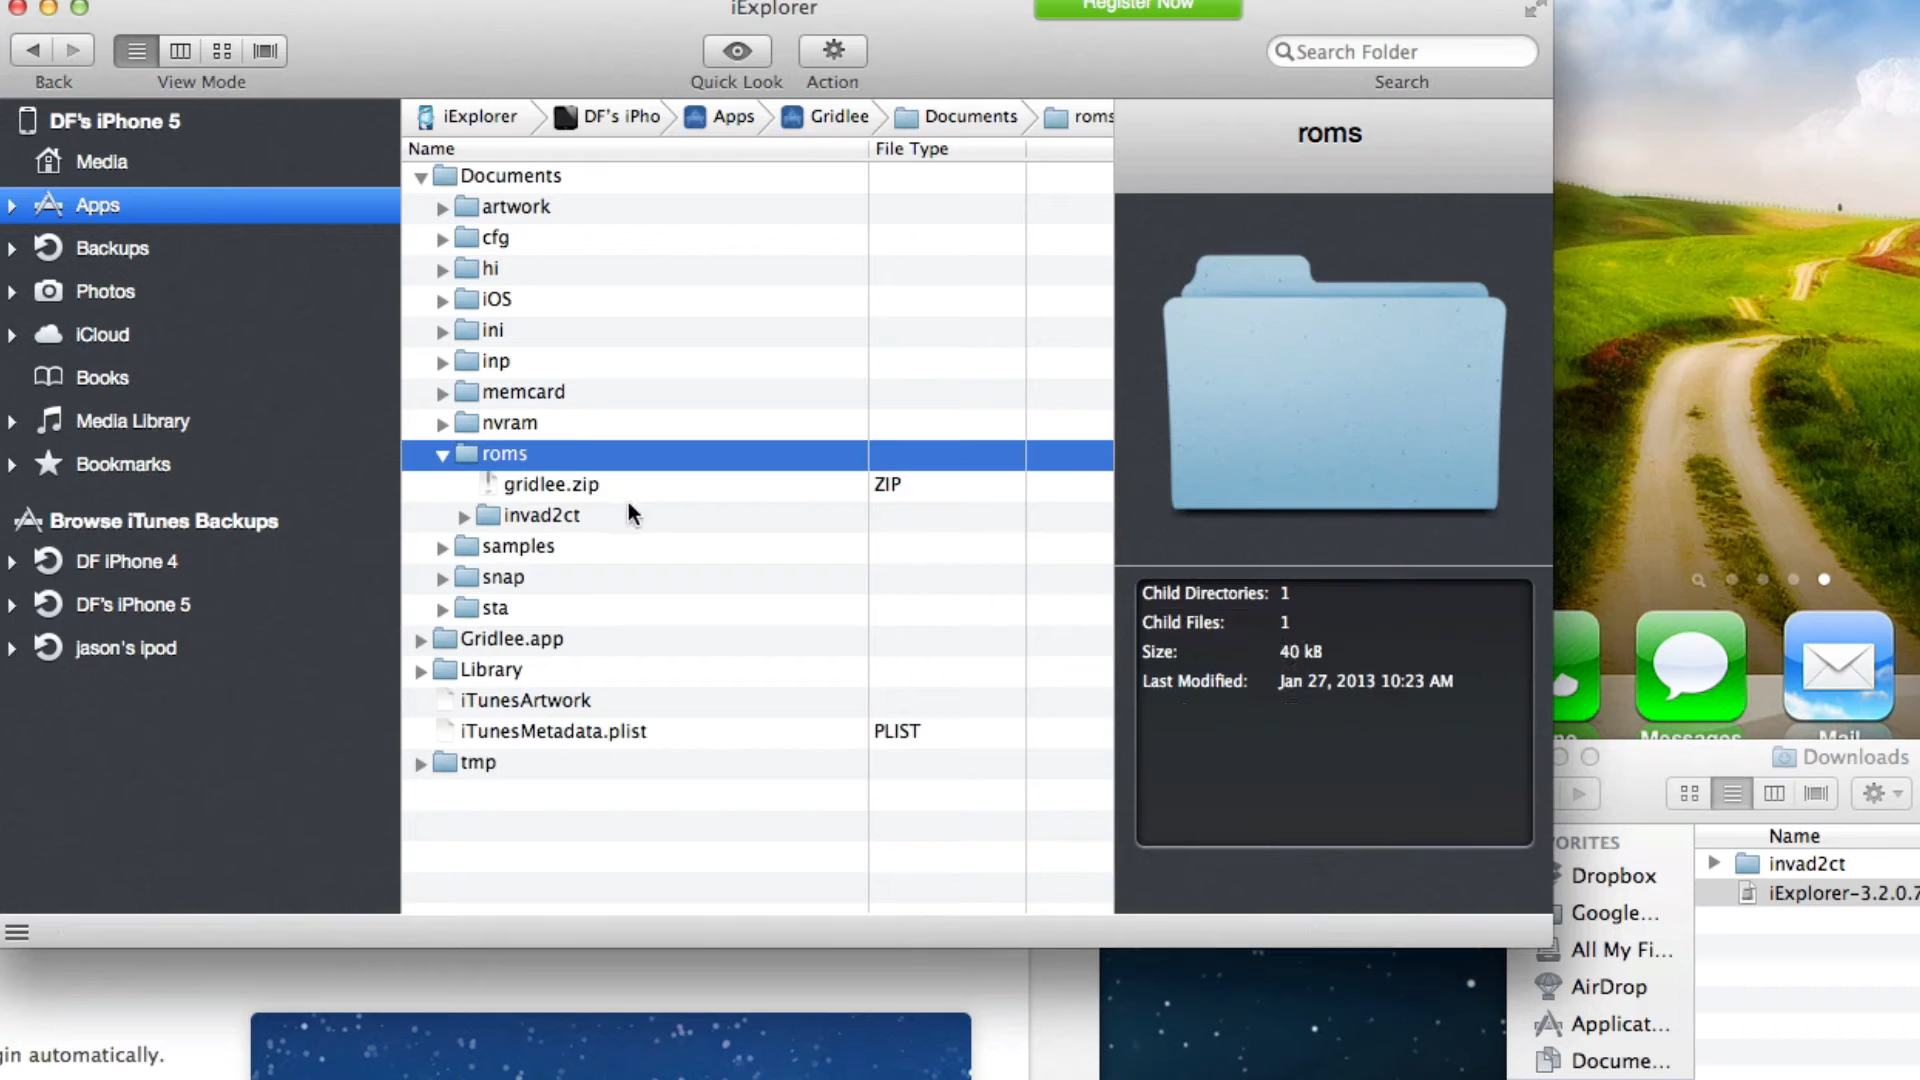 iExplorer
Register Now
Back
View Mode
Quick Look
Action
Search Folder
Search
DF's iPhone 5
Media
Apps
Backups
Photos
iCloud
Books
Media Library
Bookmarks
Browse iTunes Backups
DF iPhone 4
DF's iPhone 5
jason's ipod
iExplorer
DF's iPho
Apps
Gridlee
Documents
roms
Name
File Type
Documents
artwork
cfg
hi
iOS
ini
inp
memcard
nvram
roms
gridlee.zip
ZIP
invad2ct
samples
snap
sta
Gridlee.app
Library
iTunesArtwork
iTunesMetadata.plist
PLIST
tmp
roms
Child Directories: 1
Child Files: 1
Size: 40 kB
Last Modified: Jan 27, 2013 10:23 AM
Messages
Mail
Downloads
ORITES
Dropbox
Google...
All My Fi...
AirDrop
Applicat...
Docume...
Name
invad2ct
iExplorer-3.2.0.7
gin automatically.